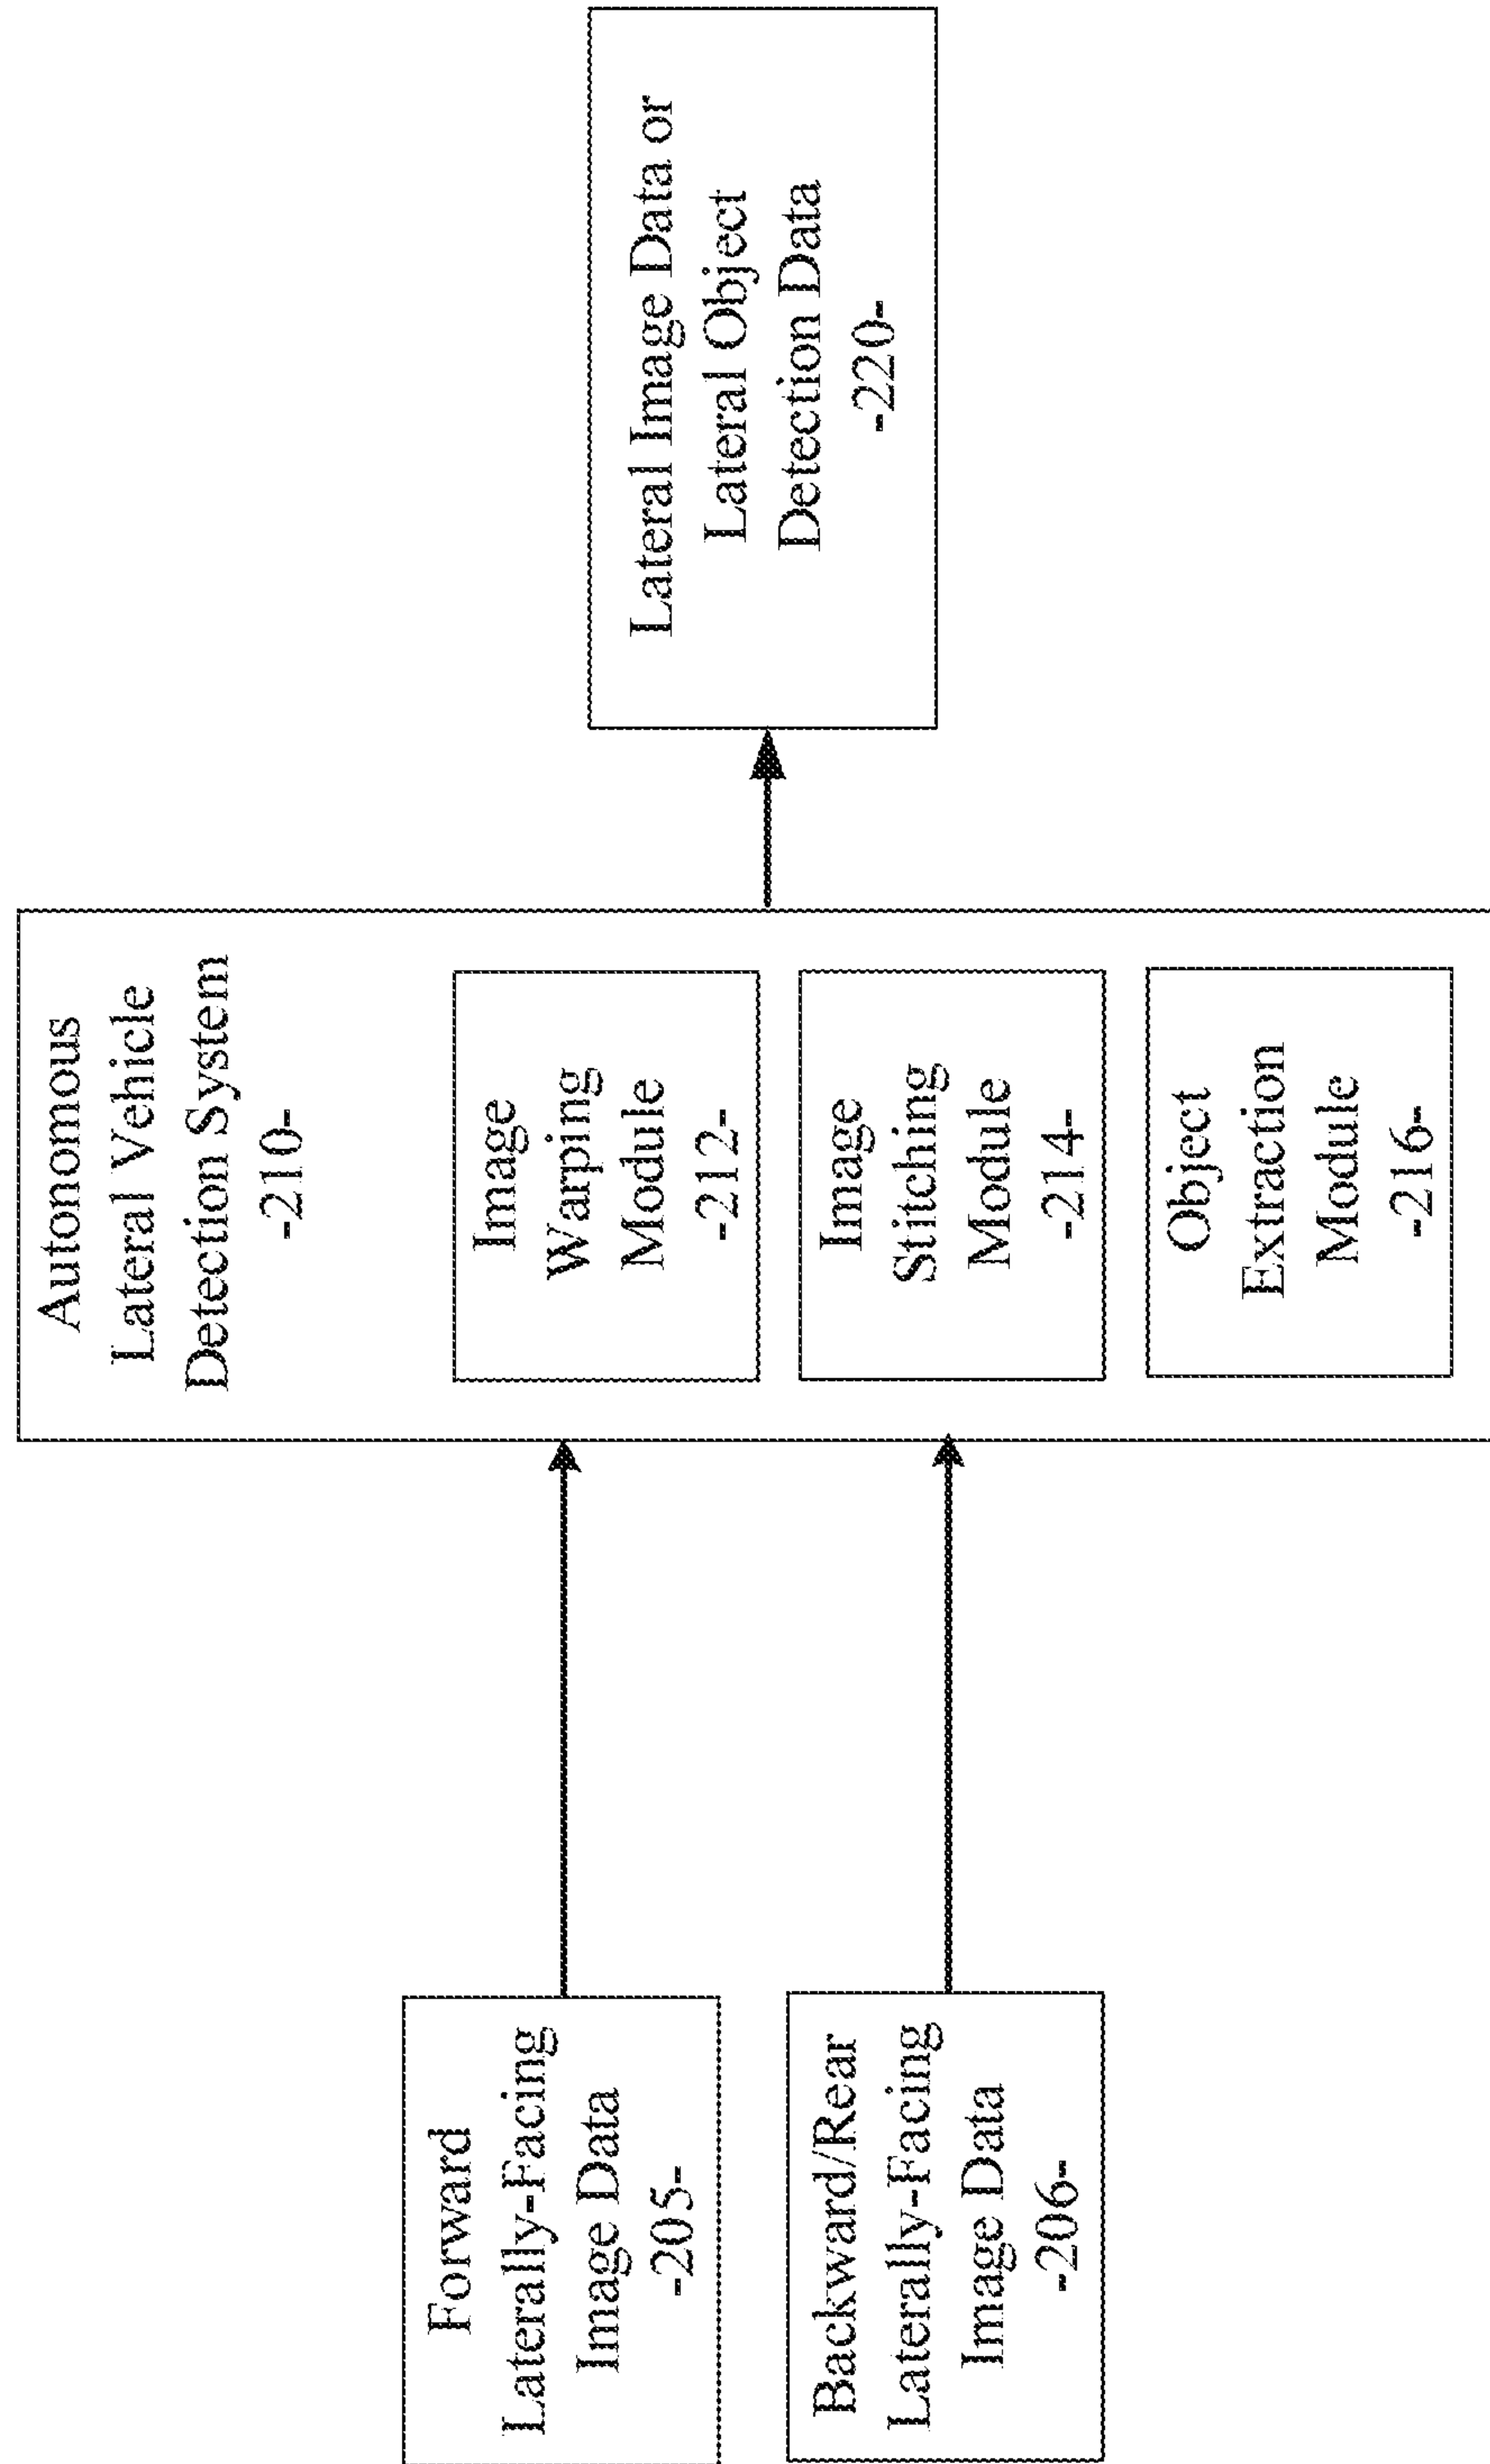 Forward
Laterally-Facing
Image Data
-205-
Backward/Rear
Laterally-Facing
Image Data
-206-
Autonomous
Lateral Vehicle
Detection System
-210-
Image
Warping
Module
-212-
Image
Stitching
Module
-214-
Object
Extraction
Module
-216-
Lateral Image Data or
Lateral Object
Detection Data
-220-